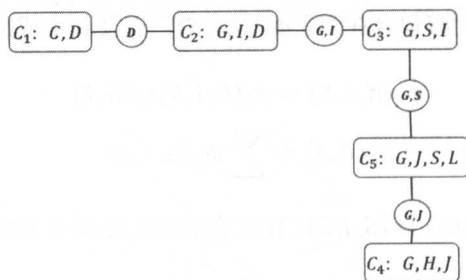 C₁: C,D
D
C₂: G,I,D
G,I
C₃: G,S,I
G,S
C₅: G,J,S,L
G,J
C₄: G,H,J